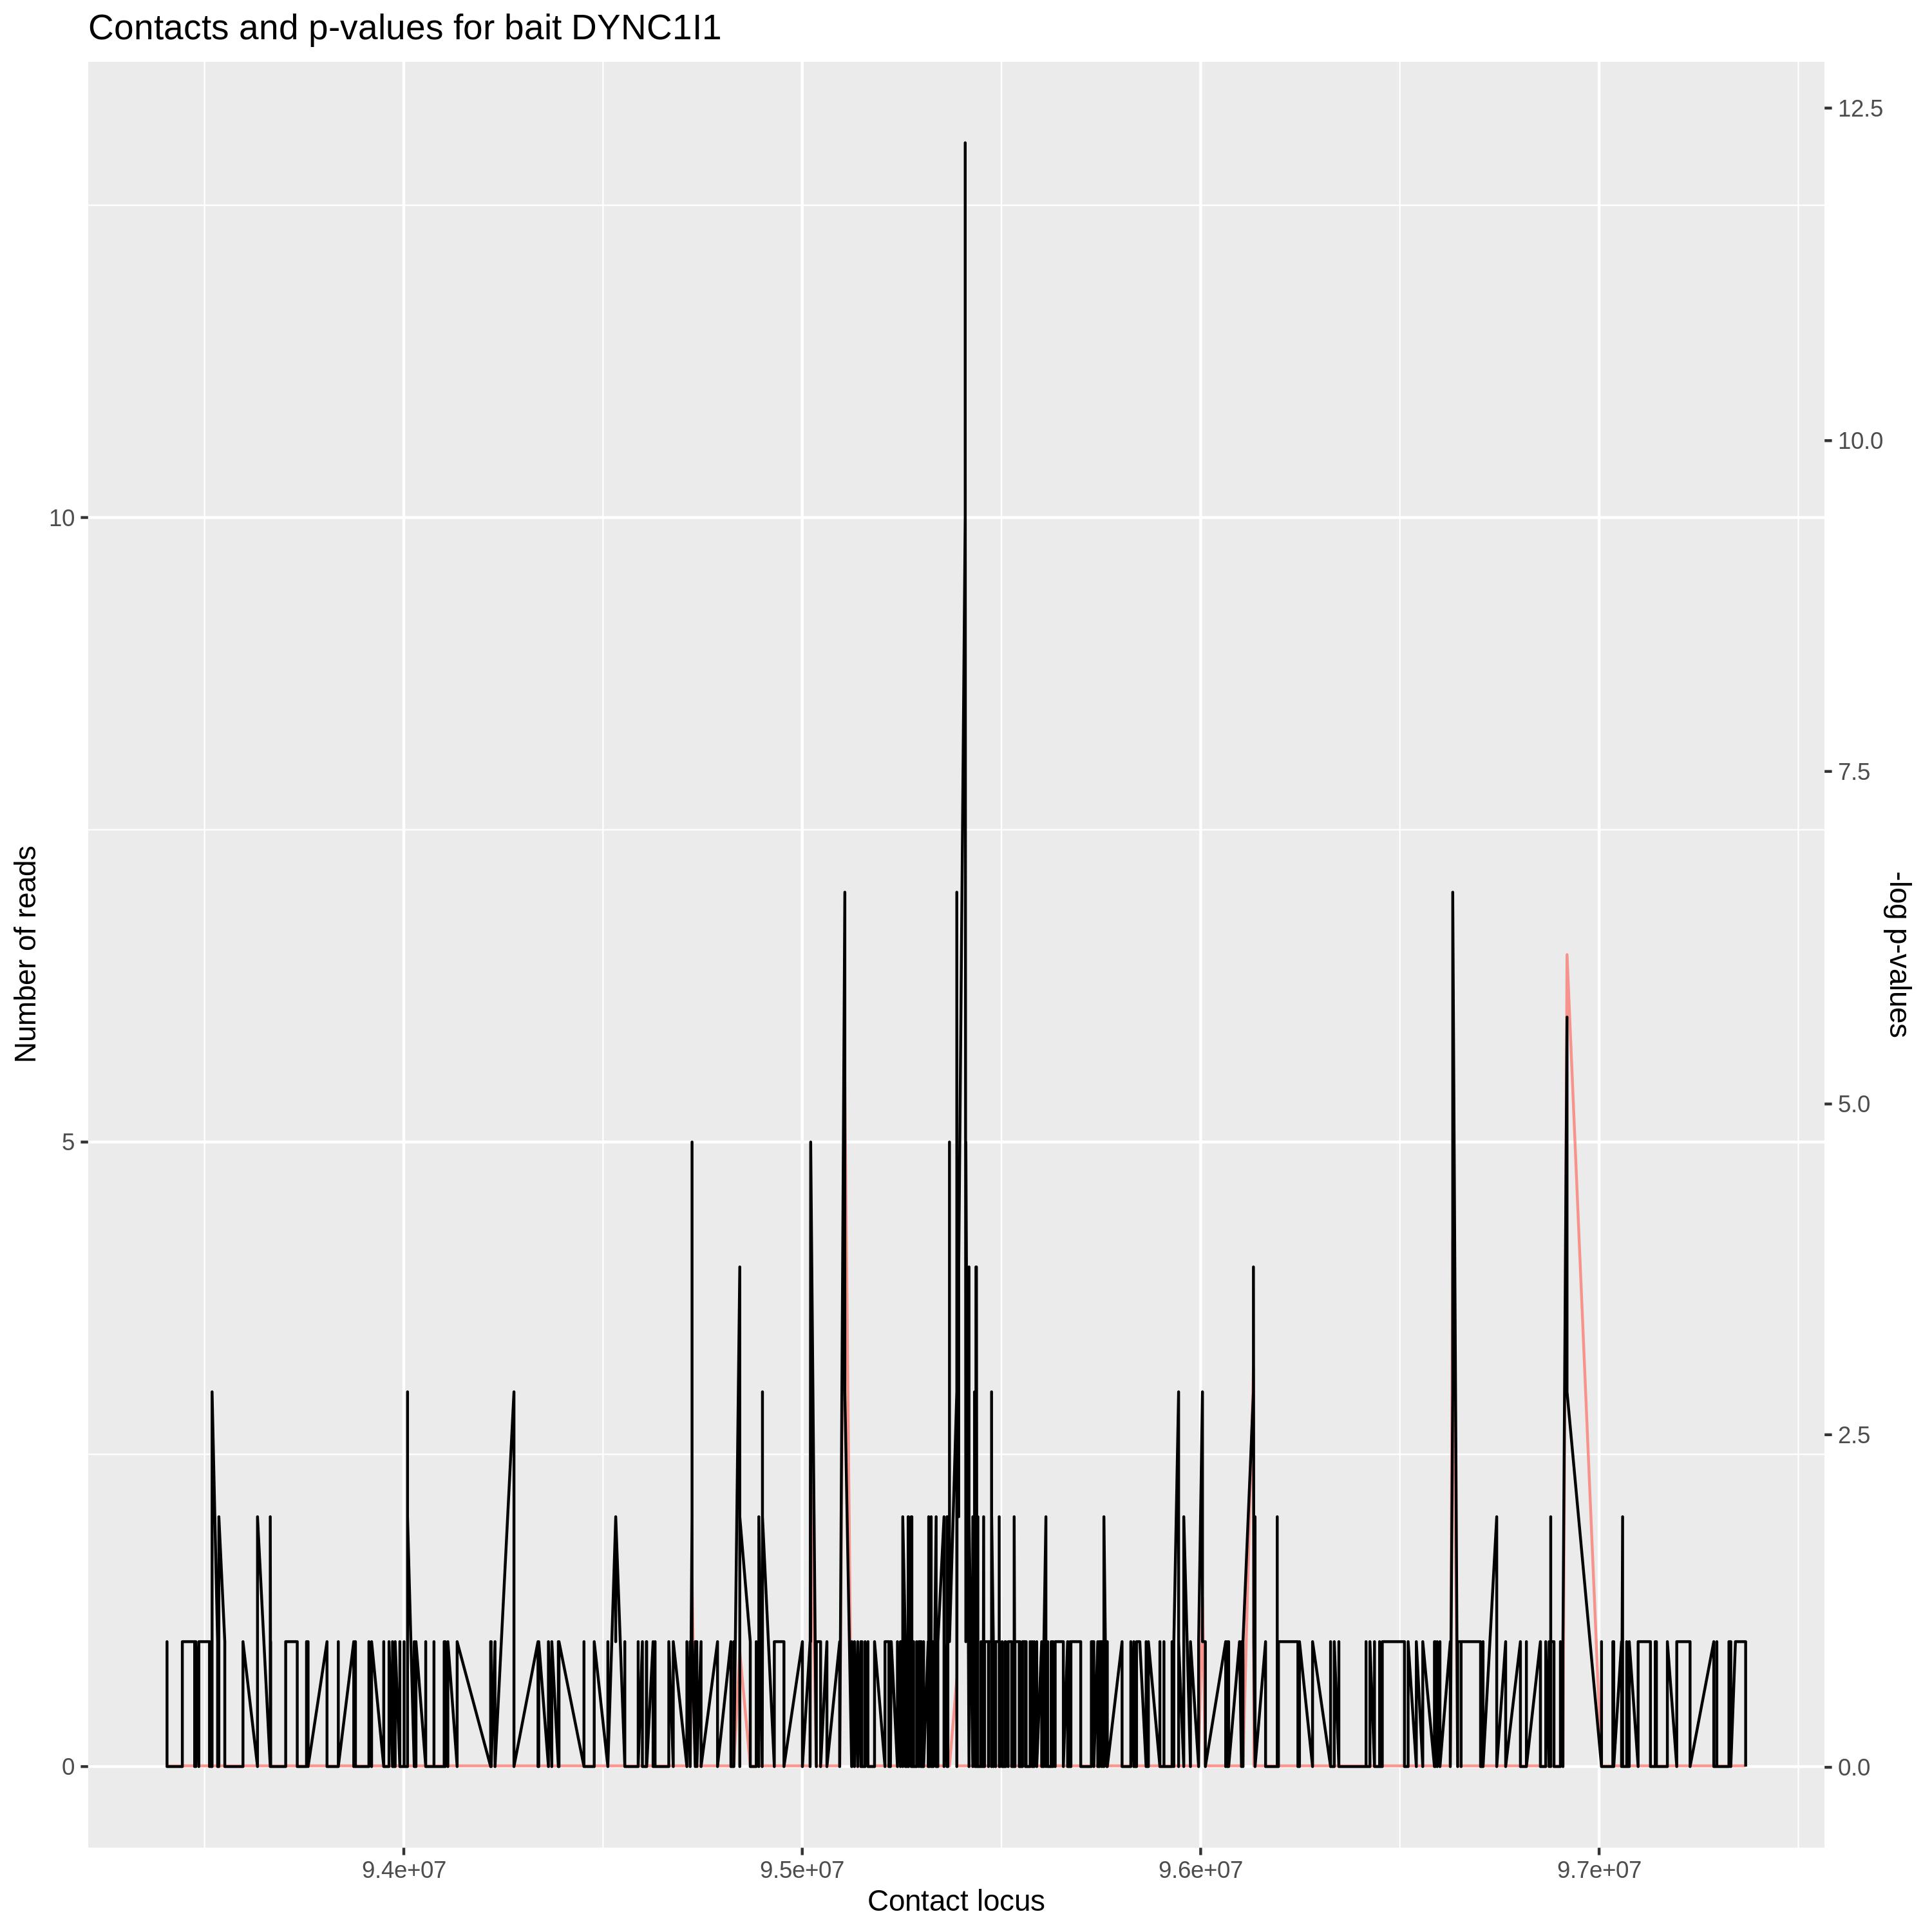 Contacts and p-values for bait DYNC1I1
12.5
10.0
10
7.5
Number of reads
-log p-values
5.0
5
2.5
0
0.0
9.4e+07
9.5e+07
9.6e+07
9.7e+07
Contact locus